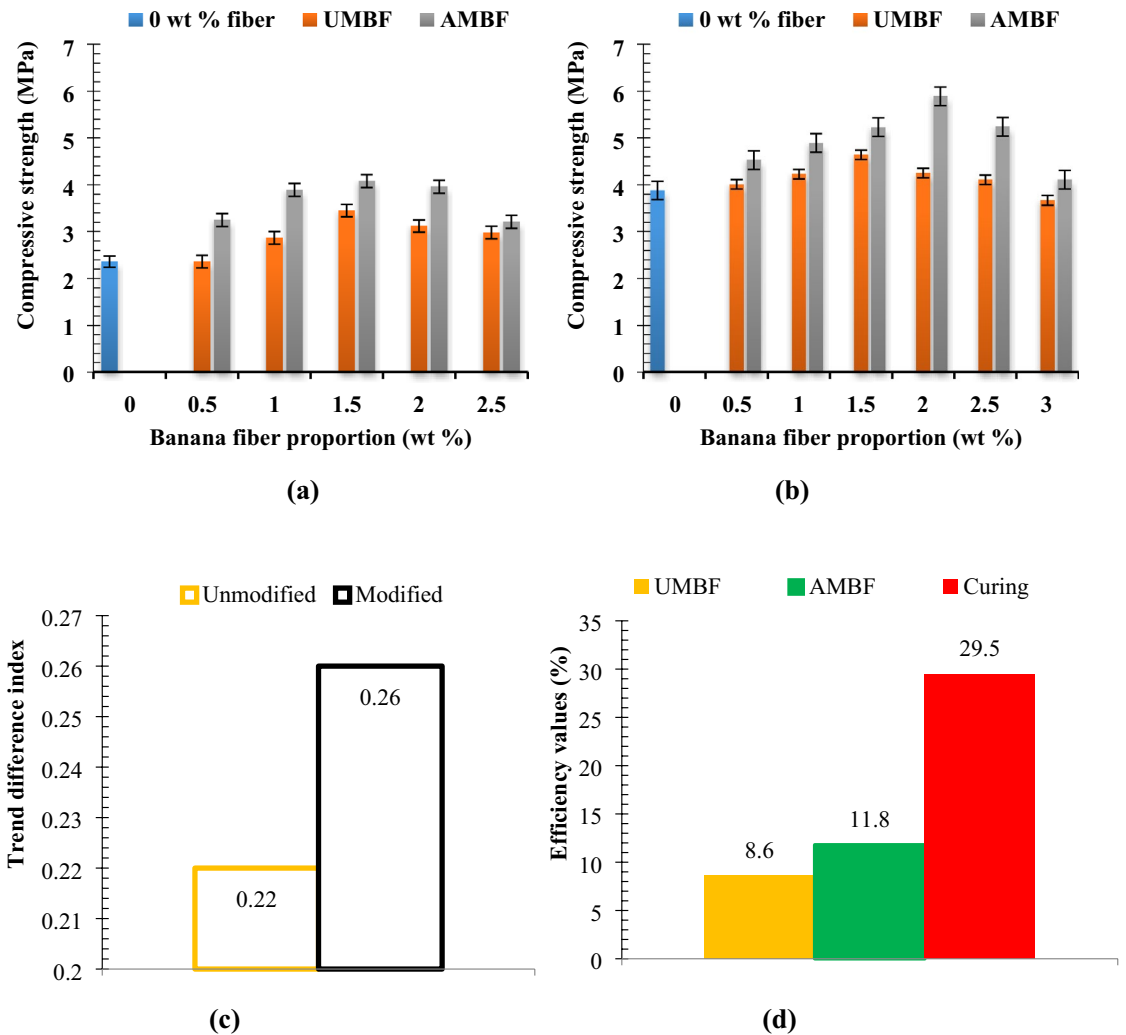 0 wt % fiber UMBF AMBF
Compressive strength (MPa)
7
6
5
4
3
2
1
0
0 0.5 1 1.5 2 2.5
Banana fiber proportion (wt %)
(a)
0 wt % fiber UMBF AMBF
Compressive strength (MPa)
7
6
5
4
3
2
1
0
0 0.5 1 1.5 2 2.5 3
Banana fiber proportion (wt %)
(b)
Unmodified Modified
Trend difference index
0.27
0.26
0.25
0.24
0.23
0.22
0.21
0.2
0.22
0.26
(c)
UMBF AMBF Curing
Efficiency values (%)
35
30
25
20
15
10
5
0
8.6
11.8
29.5
(d)